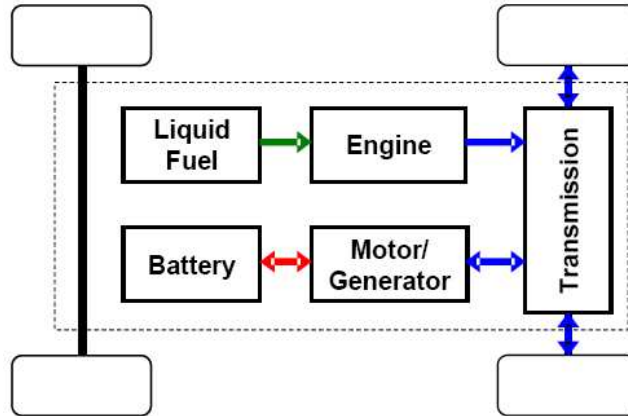 Liquid
Fuel
Engine
Transmission
Battery
Motor/
Generator